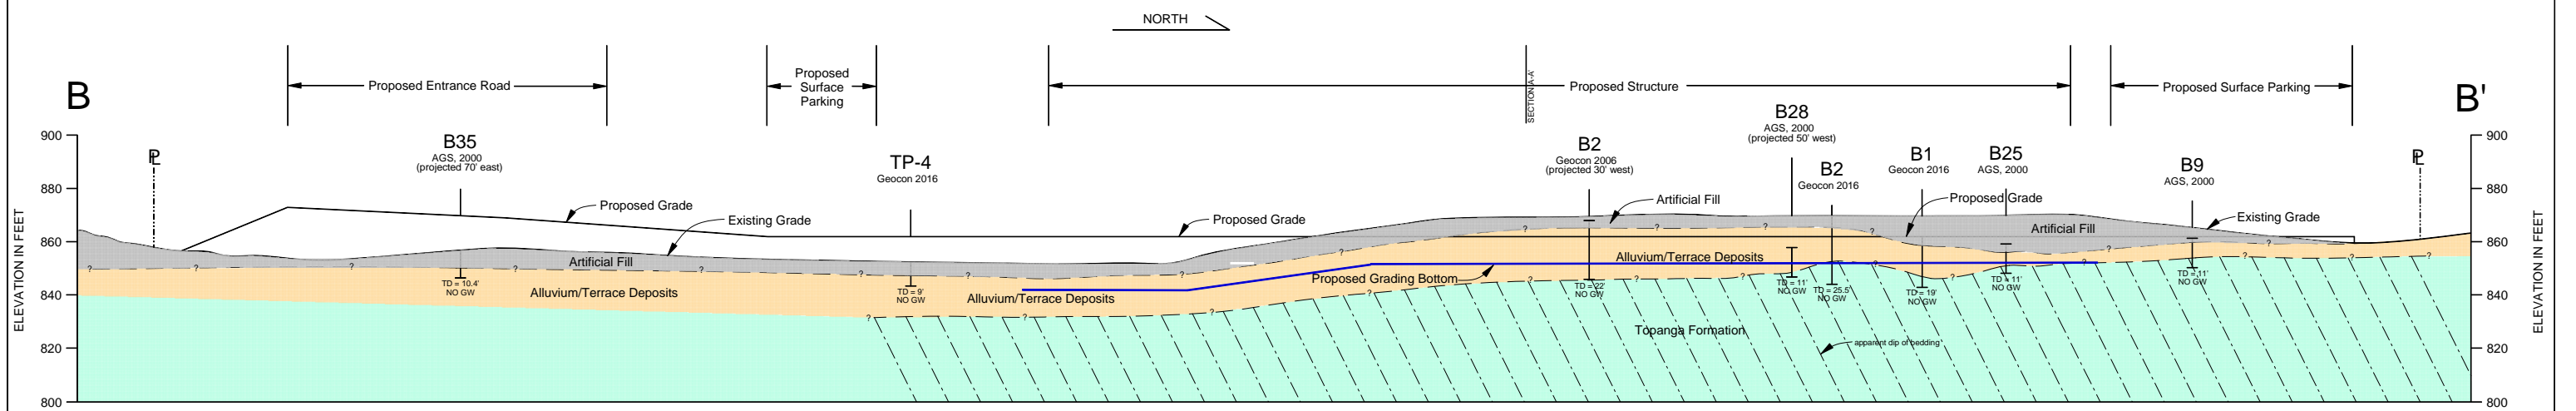 NORTH
Proposed Entrance Road
Proposed
Surface
Parking
SECTION A-A'
Proposed Structure
Proposed Surface Parking
B
B'
900
880
860
840
820
800
ELEVATION IN FEET
PL
B35
AGS, 2000
(projected 70' east)
TP-4
Geocon 2016
B2
Geocon 2006
(projected 30' west)
B28
AGS, 2000
(projected 50' west)
B2
Geocon 2016
B1
Geocon 2016
B25
AGS, 2000
B9
AGS, 2000
PL
900
880
860
840
820
800
ELEVATION IN FEET
Proposed Grade
Existing Grade
Proposed Grade
Artificial Fill
Proposed Grade
Existing Grade
Artificial Fill
Artificial Fill
? ? ? ? ? ? ? ? ? ? ? ? ? ? ? ? ?
Alluvium/Terrace Deposits
Alluvium/Terrace Deposits
Alluvium/Terrace Deposits
Proposed Grading Bottom
TD = 10.4'
NO GW
TD = 9'
NO GW
TD = 22'
NO GW
TD = 11'
NO GW
TD = 25.5'
NO GW
TD = 19'
NO GW
TD = 11'
NO GW
TD = 11'
NO GW
? ? ? ? ? ? ? ? ? ? ? ? ?
Topanga Formation
apparent dip of bedding